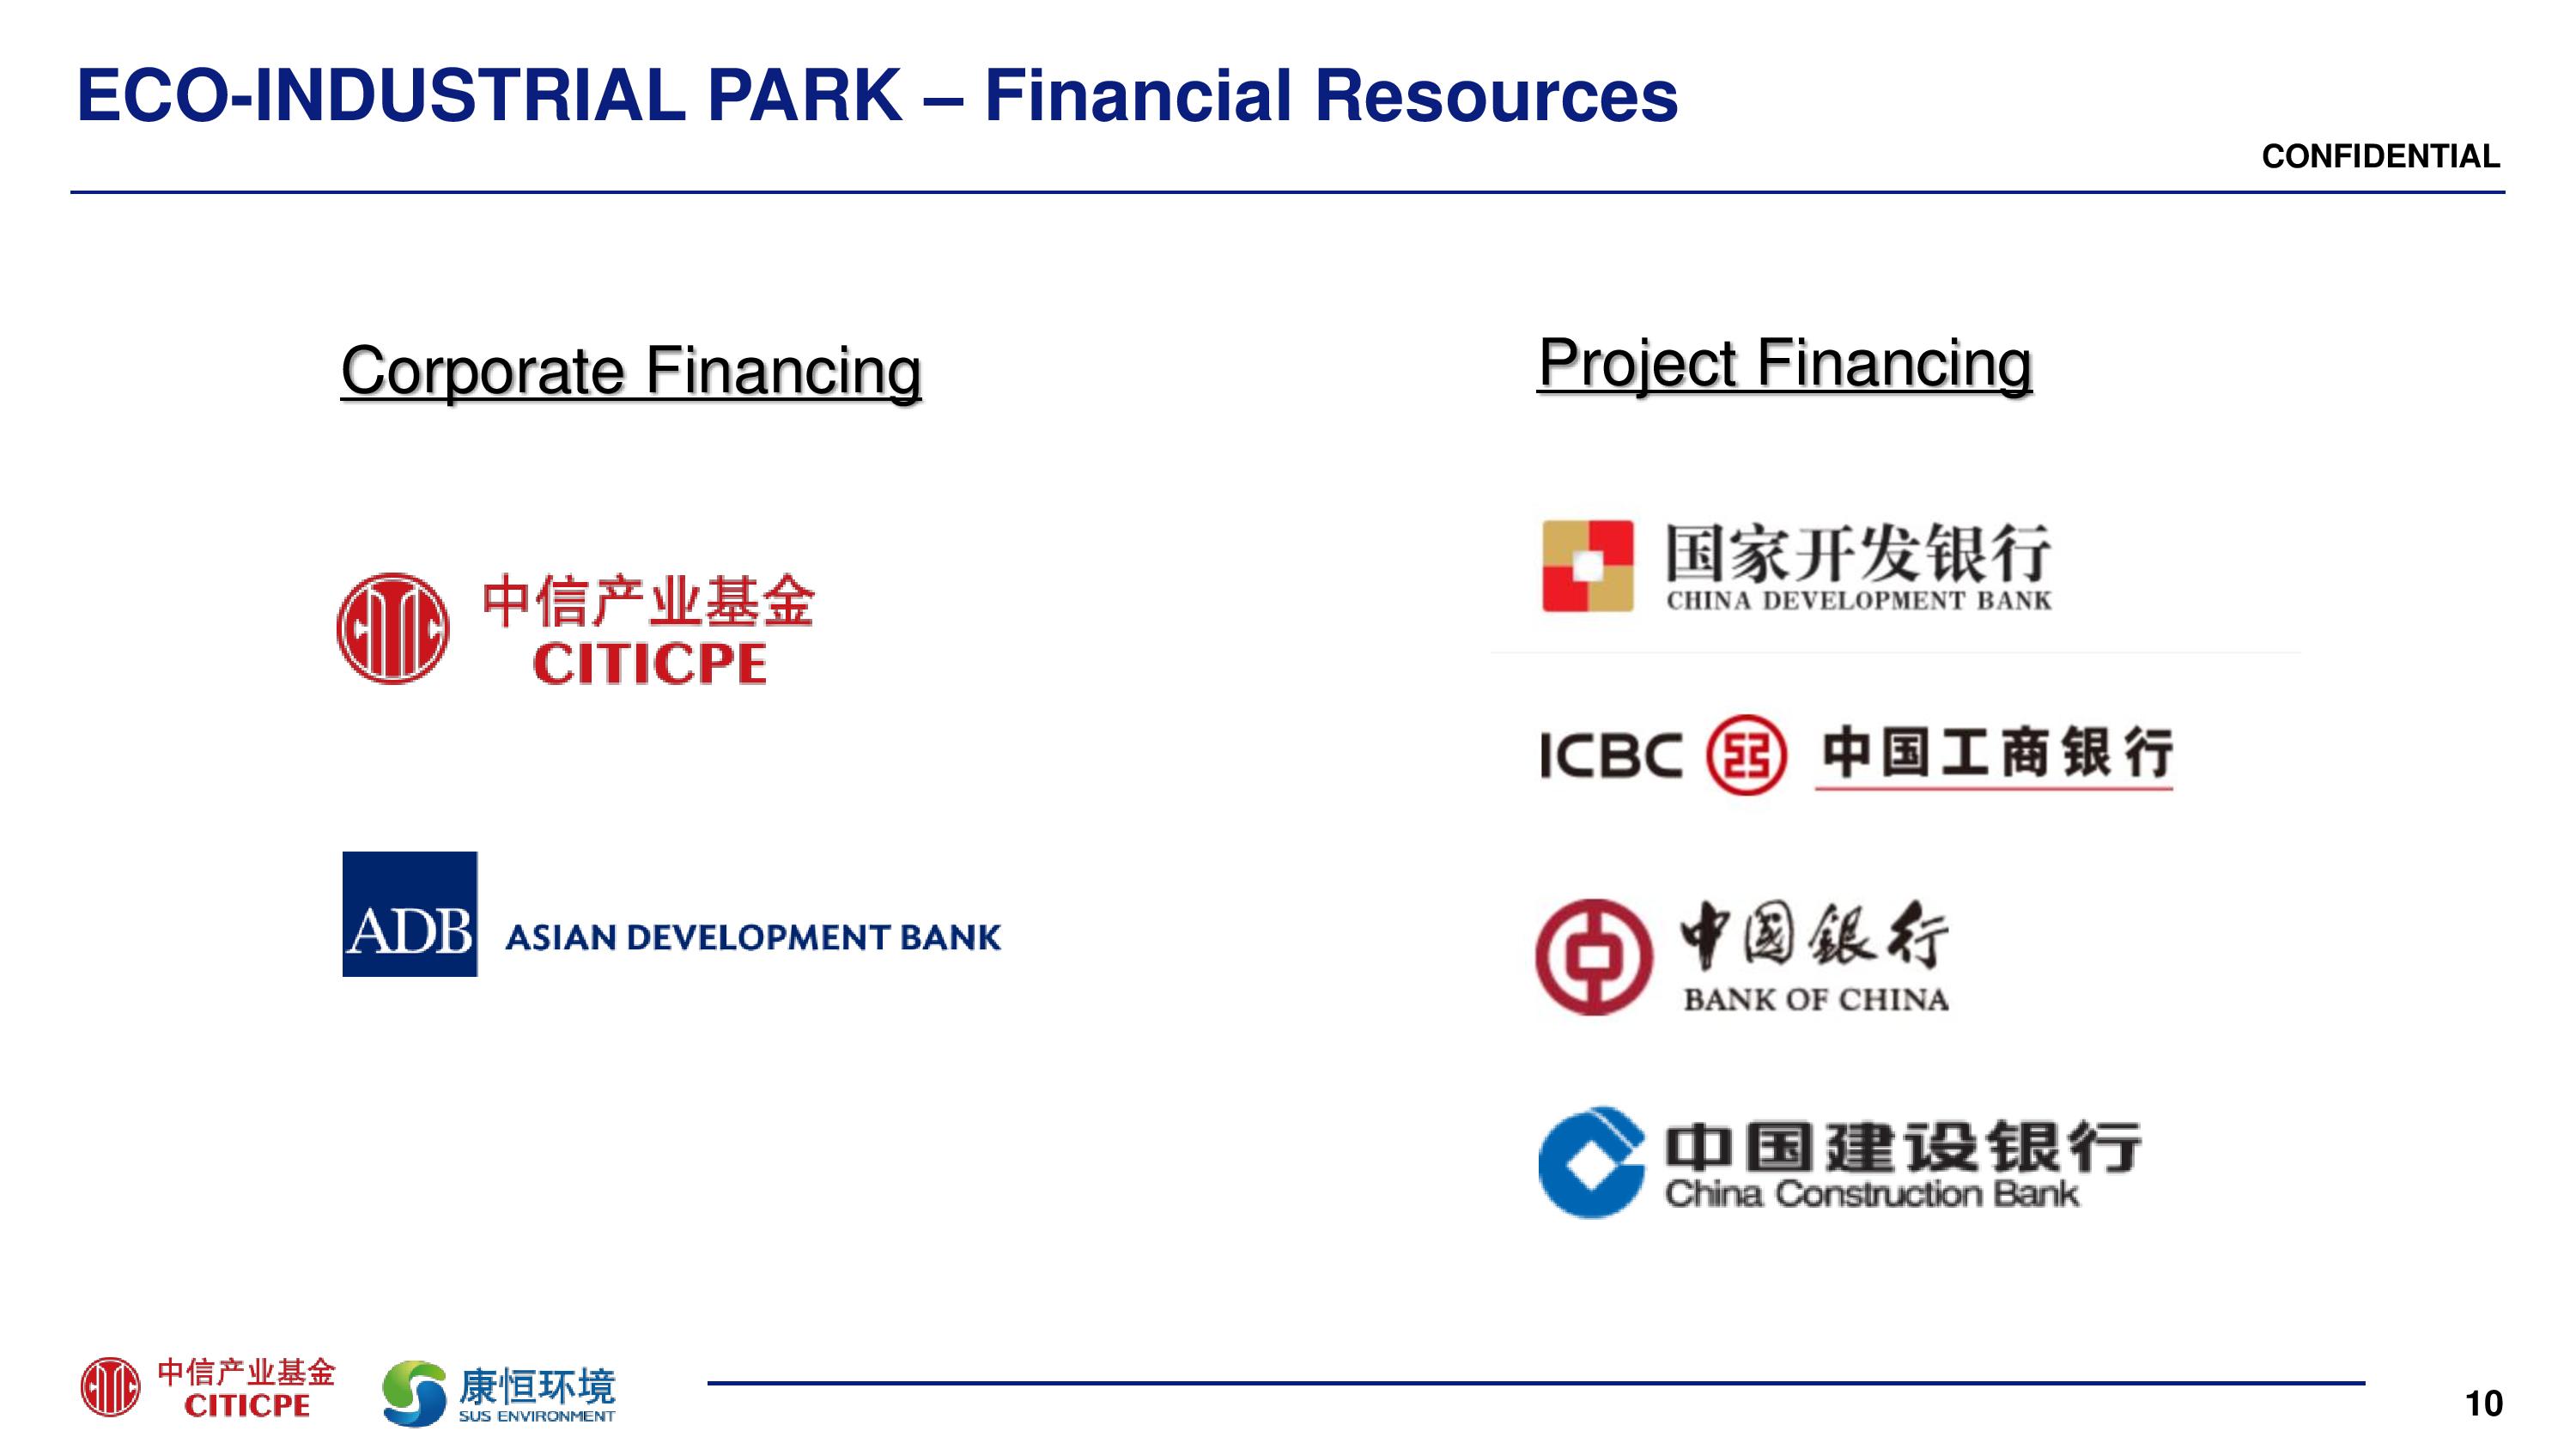 ECO-INDUSTRIAL PARK – Financial Resources
CONFIDENTIAL
Corporate Financing
中信产业基金
CITICPE
ADB ASIAN DEVELOPMENT BANK
Project Financing
国家开发银行
CHINA DEVELOPMENT BANK
ICBC 中国工商银行
中國銀行
BANK OF CHINA
中国建设银行
China Construction Bank
中信产业基金
CITICPE
康恒环境
SUS ENVIRONMENT
10